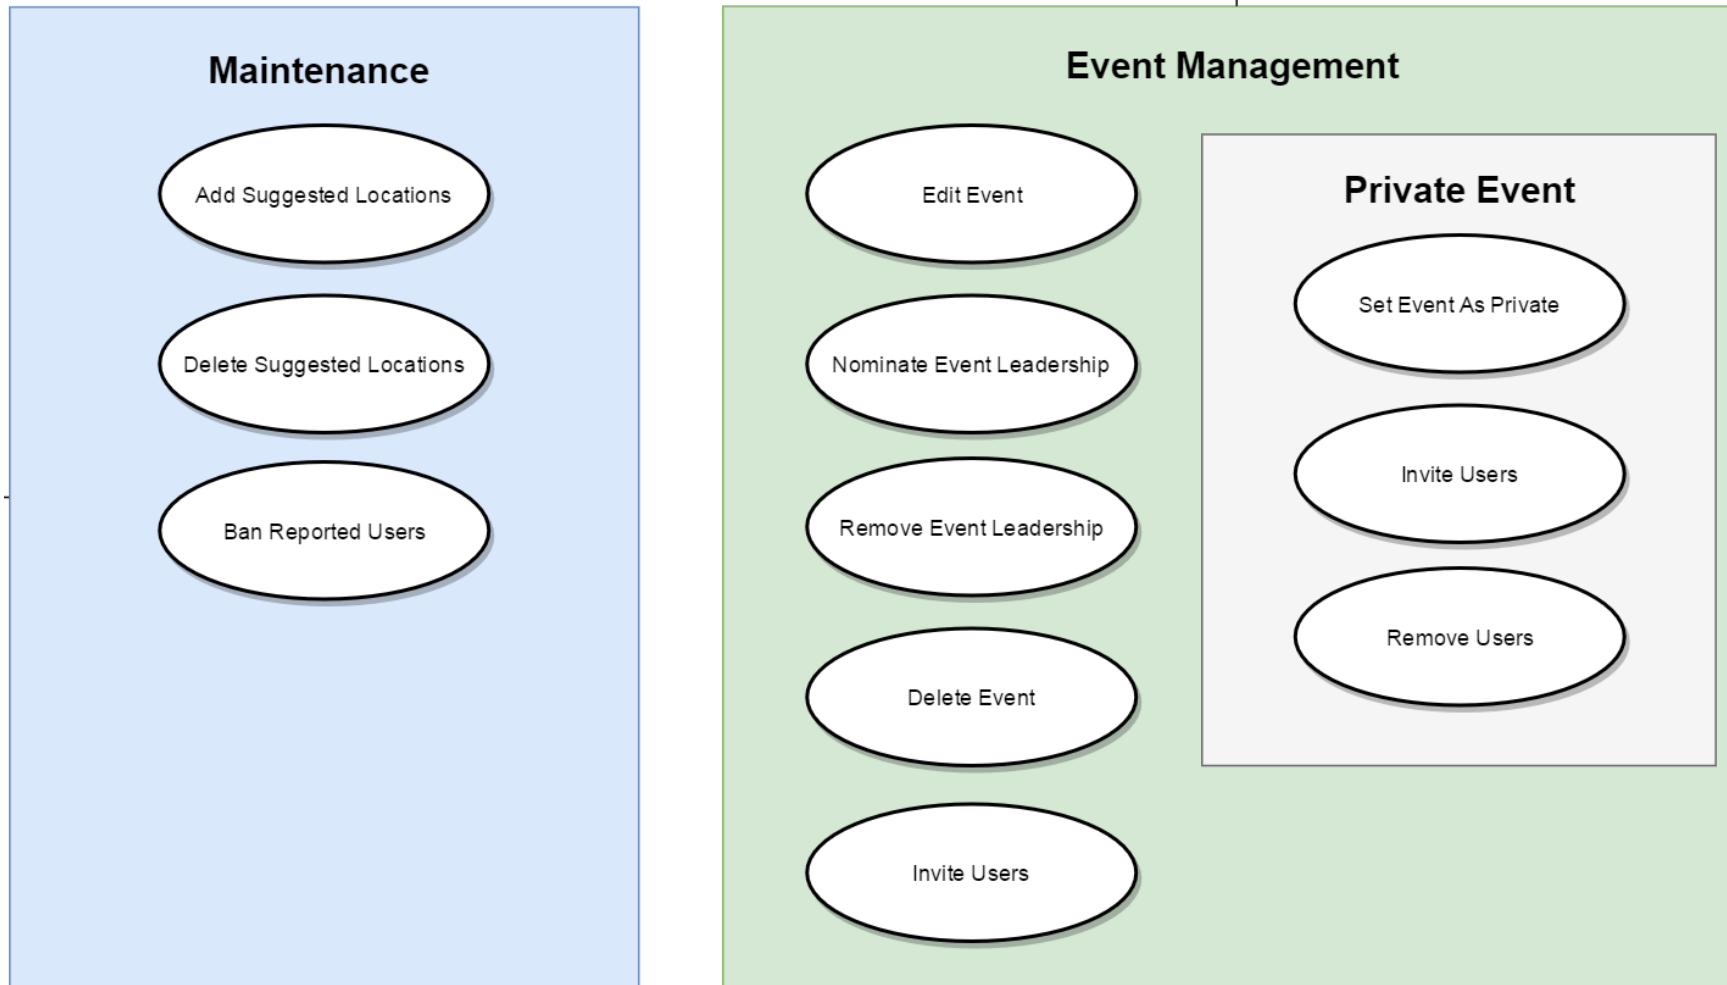 Maintenance
Add Suggested Locations
Delete Suggested Locations
Ban Reported Users
Event Management
Edit Event
Nominate Event Leadership
Remove Event Leadership
Delete Event
Invite Users
Private Event
Set Event As Private
Invite Users
Remove Users